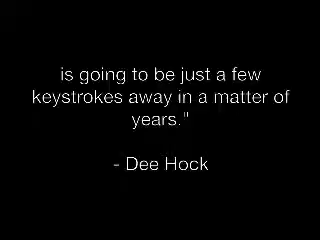 is going to be just a few
keystrokes away in a matter of
years."
- Dee Hock